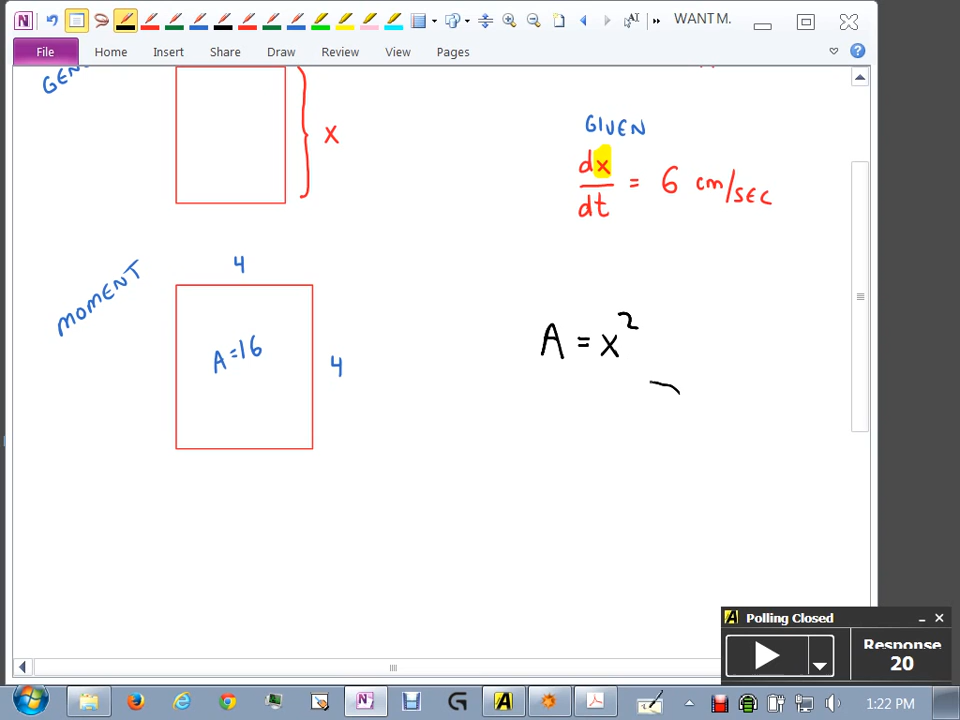 WANT M.
File Home Insert Share Draw Review View Pages
GIVEN
dx
dt
= 6 cm/sec
x
MOMENT
4
A=16
4
A = x²
Polling Closed
Response
20
1:22 PM